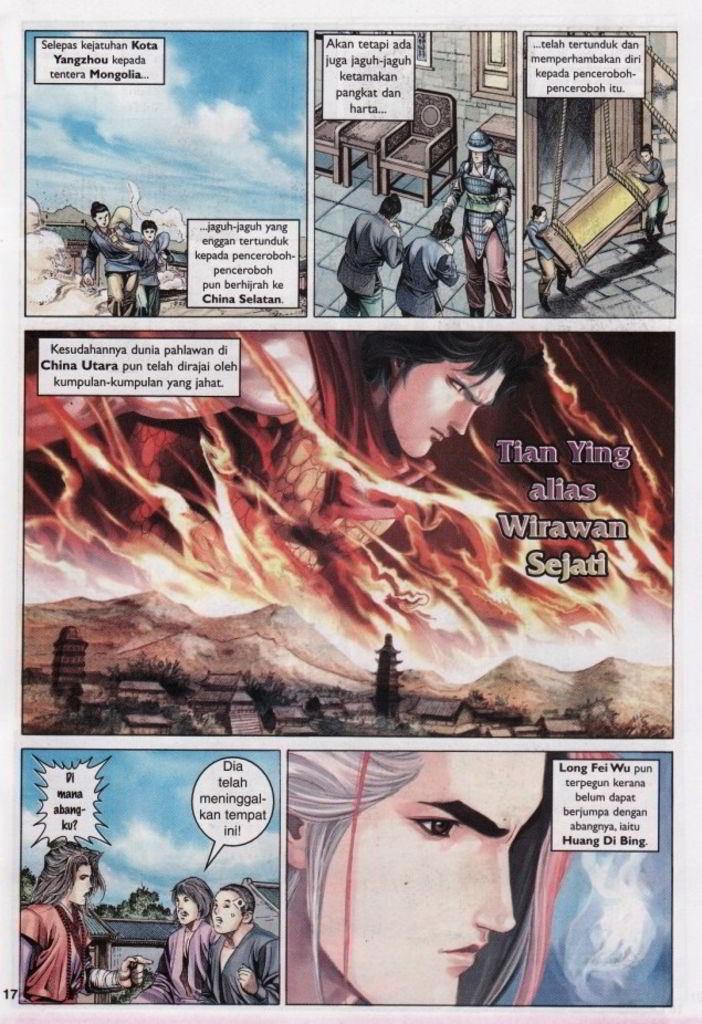 Selepas kejatuhan Kota
Yangzhou kepada
tentera Mongolia...
...jaguh-jaguh yang
enggan tertunduk
kepada penceroboh-
penceroboh
pun berhijrah ke
China Selatan.
Akan tetapi ada
juga jaguh-jaguh
ketamakan
pangkat dan
harta...
...telah tertunduk dan
memperhambakan diri
kepada penceroboh-
penceroboh itu.
Kesudahannya dunia pahlawan di
China Utara pun telah dirajai oleh
kumpulan-kumpulan yang jahat.
Tian Ying
alias
Wirawan
Sejati
Di
mana
abang-
ku?
Dia
telah
meninggal-
kan tempat
ini!
Long Fei Wu pun
terpegun kerana
belum dapat
berjumpa dengan
abangnya, iaitu
Huang Di Bing.
17